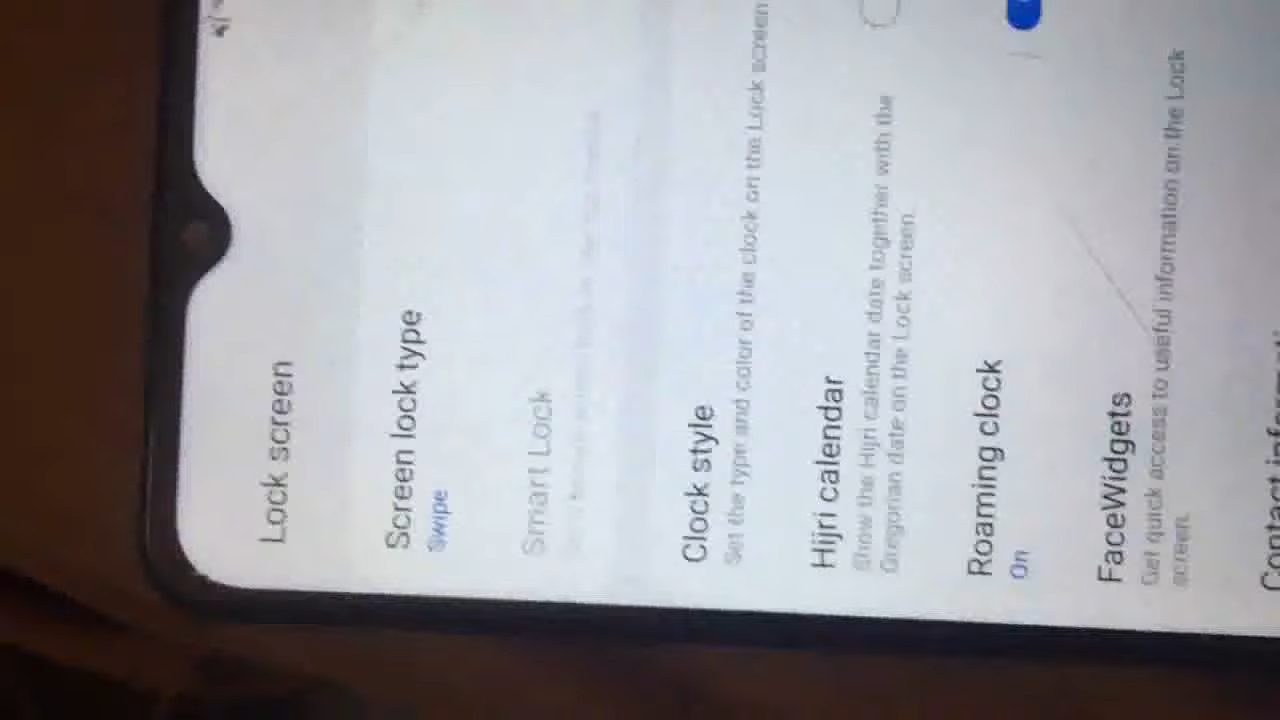 Lock screen
Screen lock type
Swipe
Smart Lock
Clock style
Set the type and color of the clock on the Lock screen
Hijri calendar
Show the Hijri calendar date together with the
Gregorian date on the Lock screen.
Roaming clock
On
FaceWidgets
Get quick access to useful information on the Lock
screen.
Contact